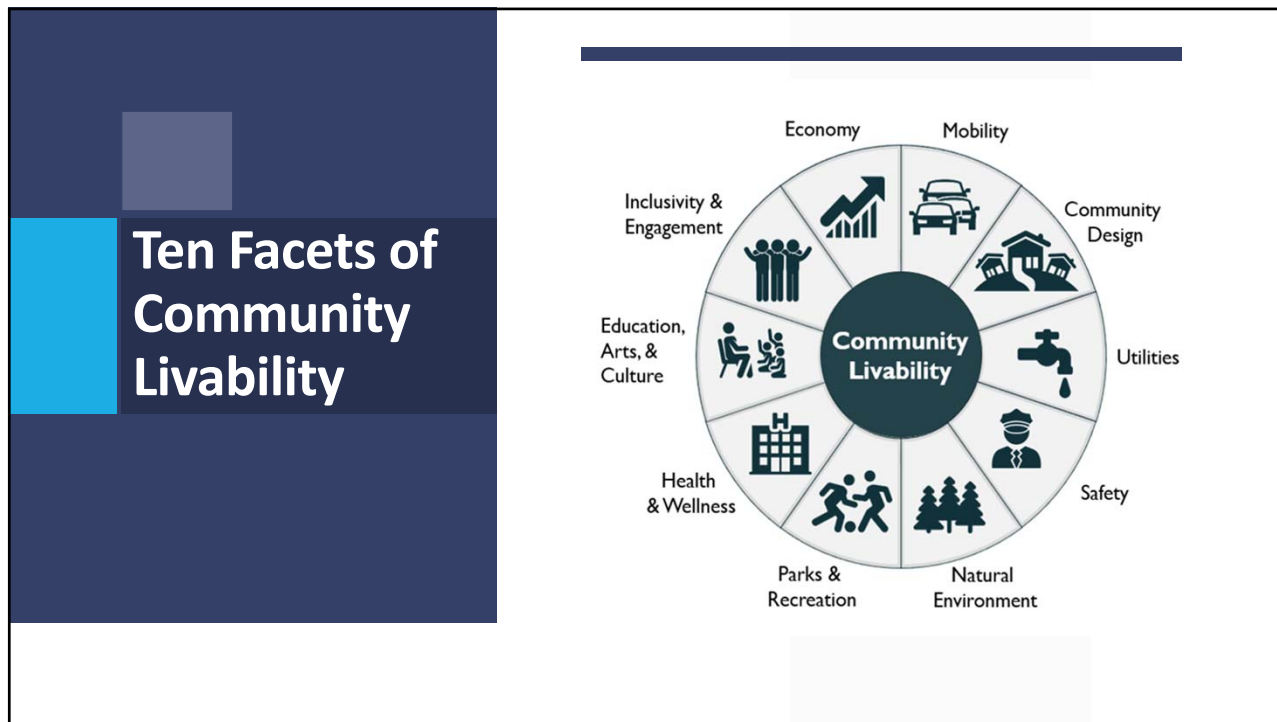 Ten Facets of
Community
Livability
Economy
Mobility
Inclusivity &
Engagement
Community
Design
Education,
Arts, &
Culture
Community
Livability
Utilities
H
Health
& Wellness
Safety
Parks &
Recreation
Natural
Environment